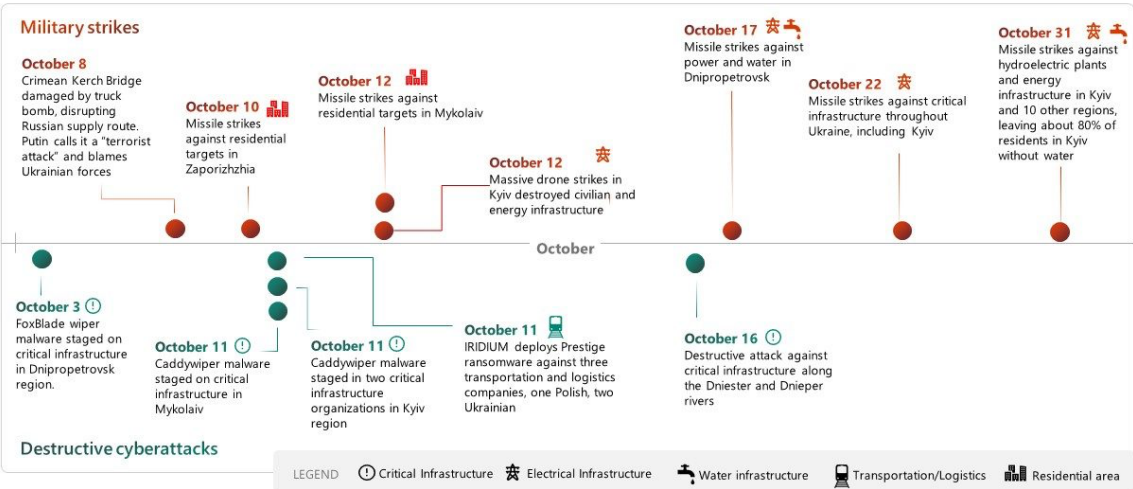 Military strikes
October 8
Crimean Kerch Bridge
damaged by truck
bomb, disrupting
Russian supply route.
Putin calls it a "terrorist
attack" and blames
Ukrainian forces
October 10
Missile strikes
against residential
targets in
Zaporizhzhia
October 12
Missile strikes against
residential targets in Mykolaiv
October 12
Massive drone strikes in
Kyiv destroyed civilian and
energy infrastructure
October 17
Missile strikes against
power and water in
Dnipropetrovsk
October 22
Missile strikes against critical
infrastructure throughout
Ukraine, including Kyiv
October 31
Missile strikes against
hydroelectric plants
and energy
infrastructure in Kyiv
and 10 other regions,
leaving about 80% of
residents in Kyiv
without water
October
October 3
FoxBlade wiper
malware staged on
critical infrastructure
in Dnipropetrovsk
region.
October 11
Caddywiper malware
staged on critical
infrastructure in
Mykolaiv
October 11
Caddywiper malware
staged in two critical
infrastructure
organizations in Kyiv
region
October 11
IRIDIUM deploys Prestige
ransomware against three
transportation and logistics
companies, one Polish, two
Ukrainian
October 16
Destructive attack against
critical infrastructure along
the Dniester and Dnieper
rivers
Destructive cyberattacks
LEGEND
Critical Infrastructure
Electrical Infrastructure
Water infrastructure
Transportation/Logistics
Residential area